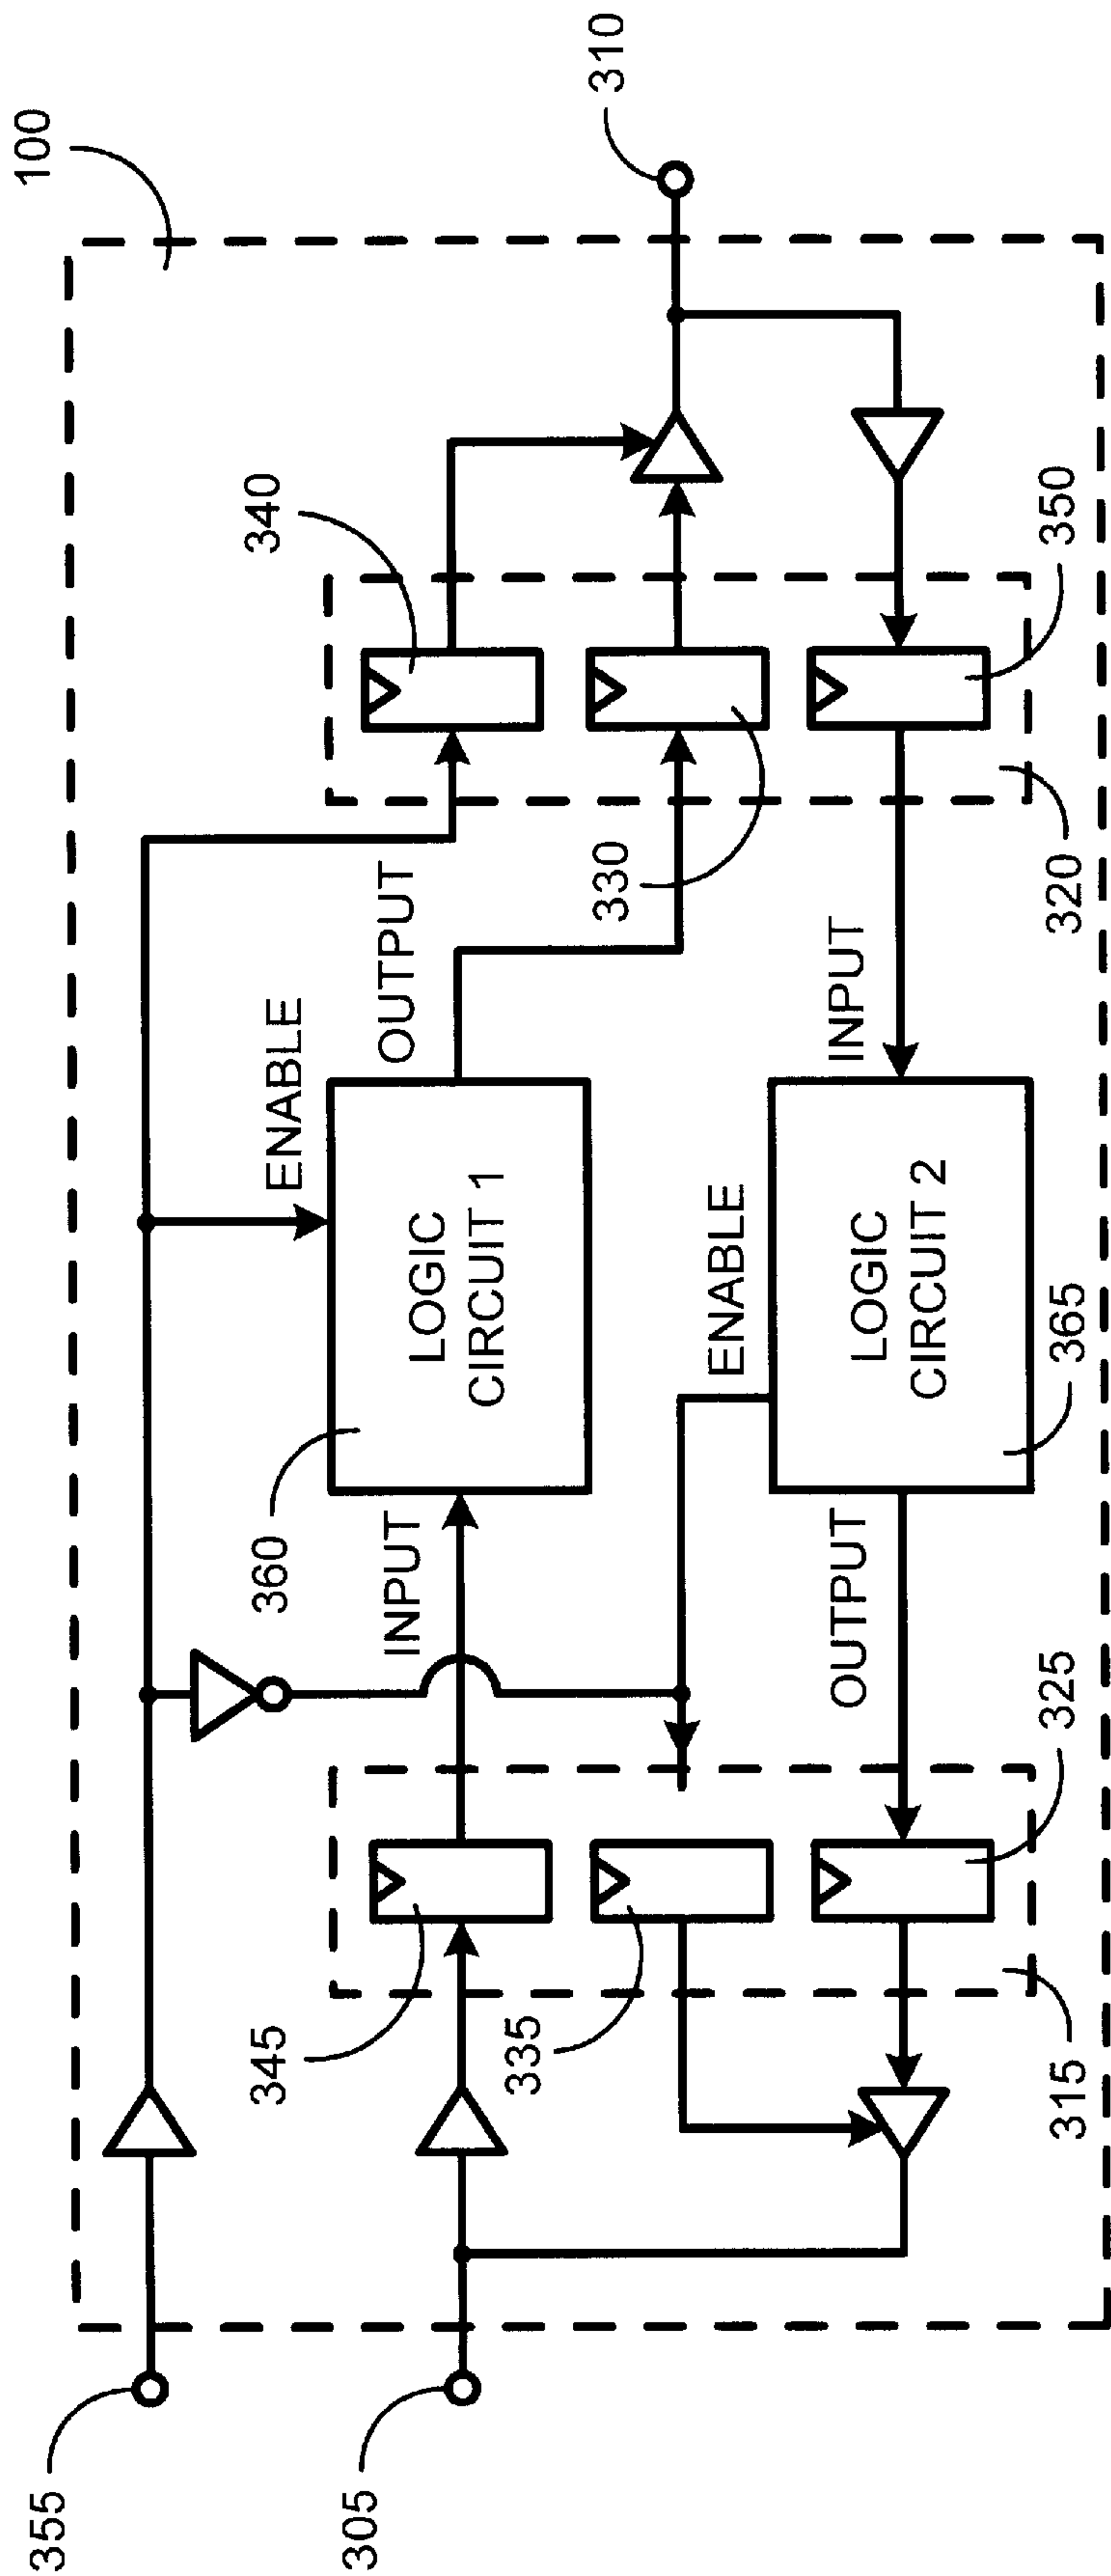 100
310
340
350
330
320
OUTPUT
ENABLE
INPUT
LOGIC
CIRCUIT 1
ENABLE
LOGIC
CIRCUIT 2
360
365
INPUT
OUTPUT
325
345
335
315
355
305